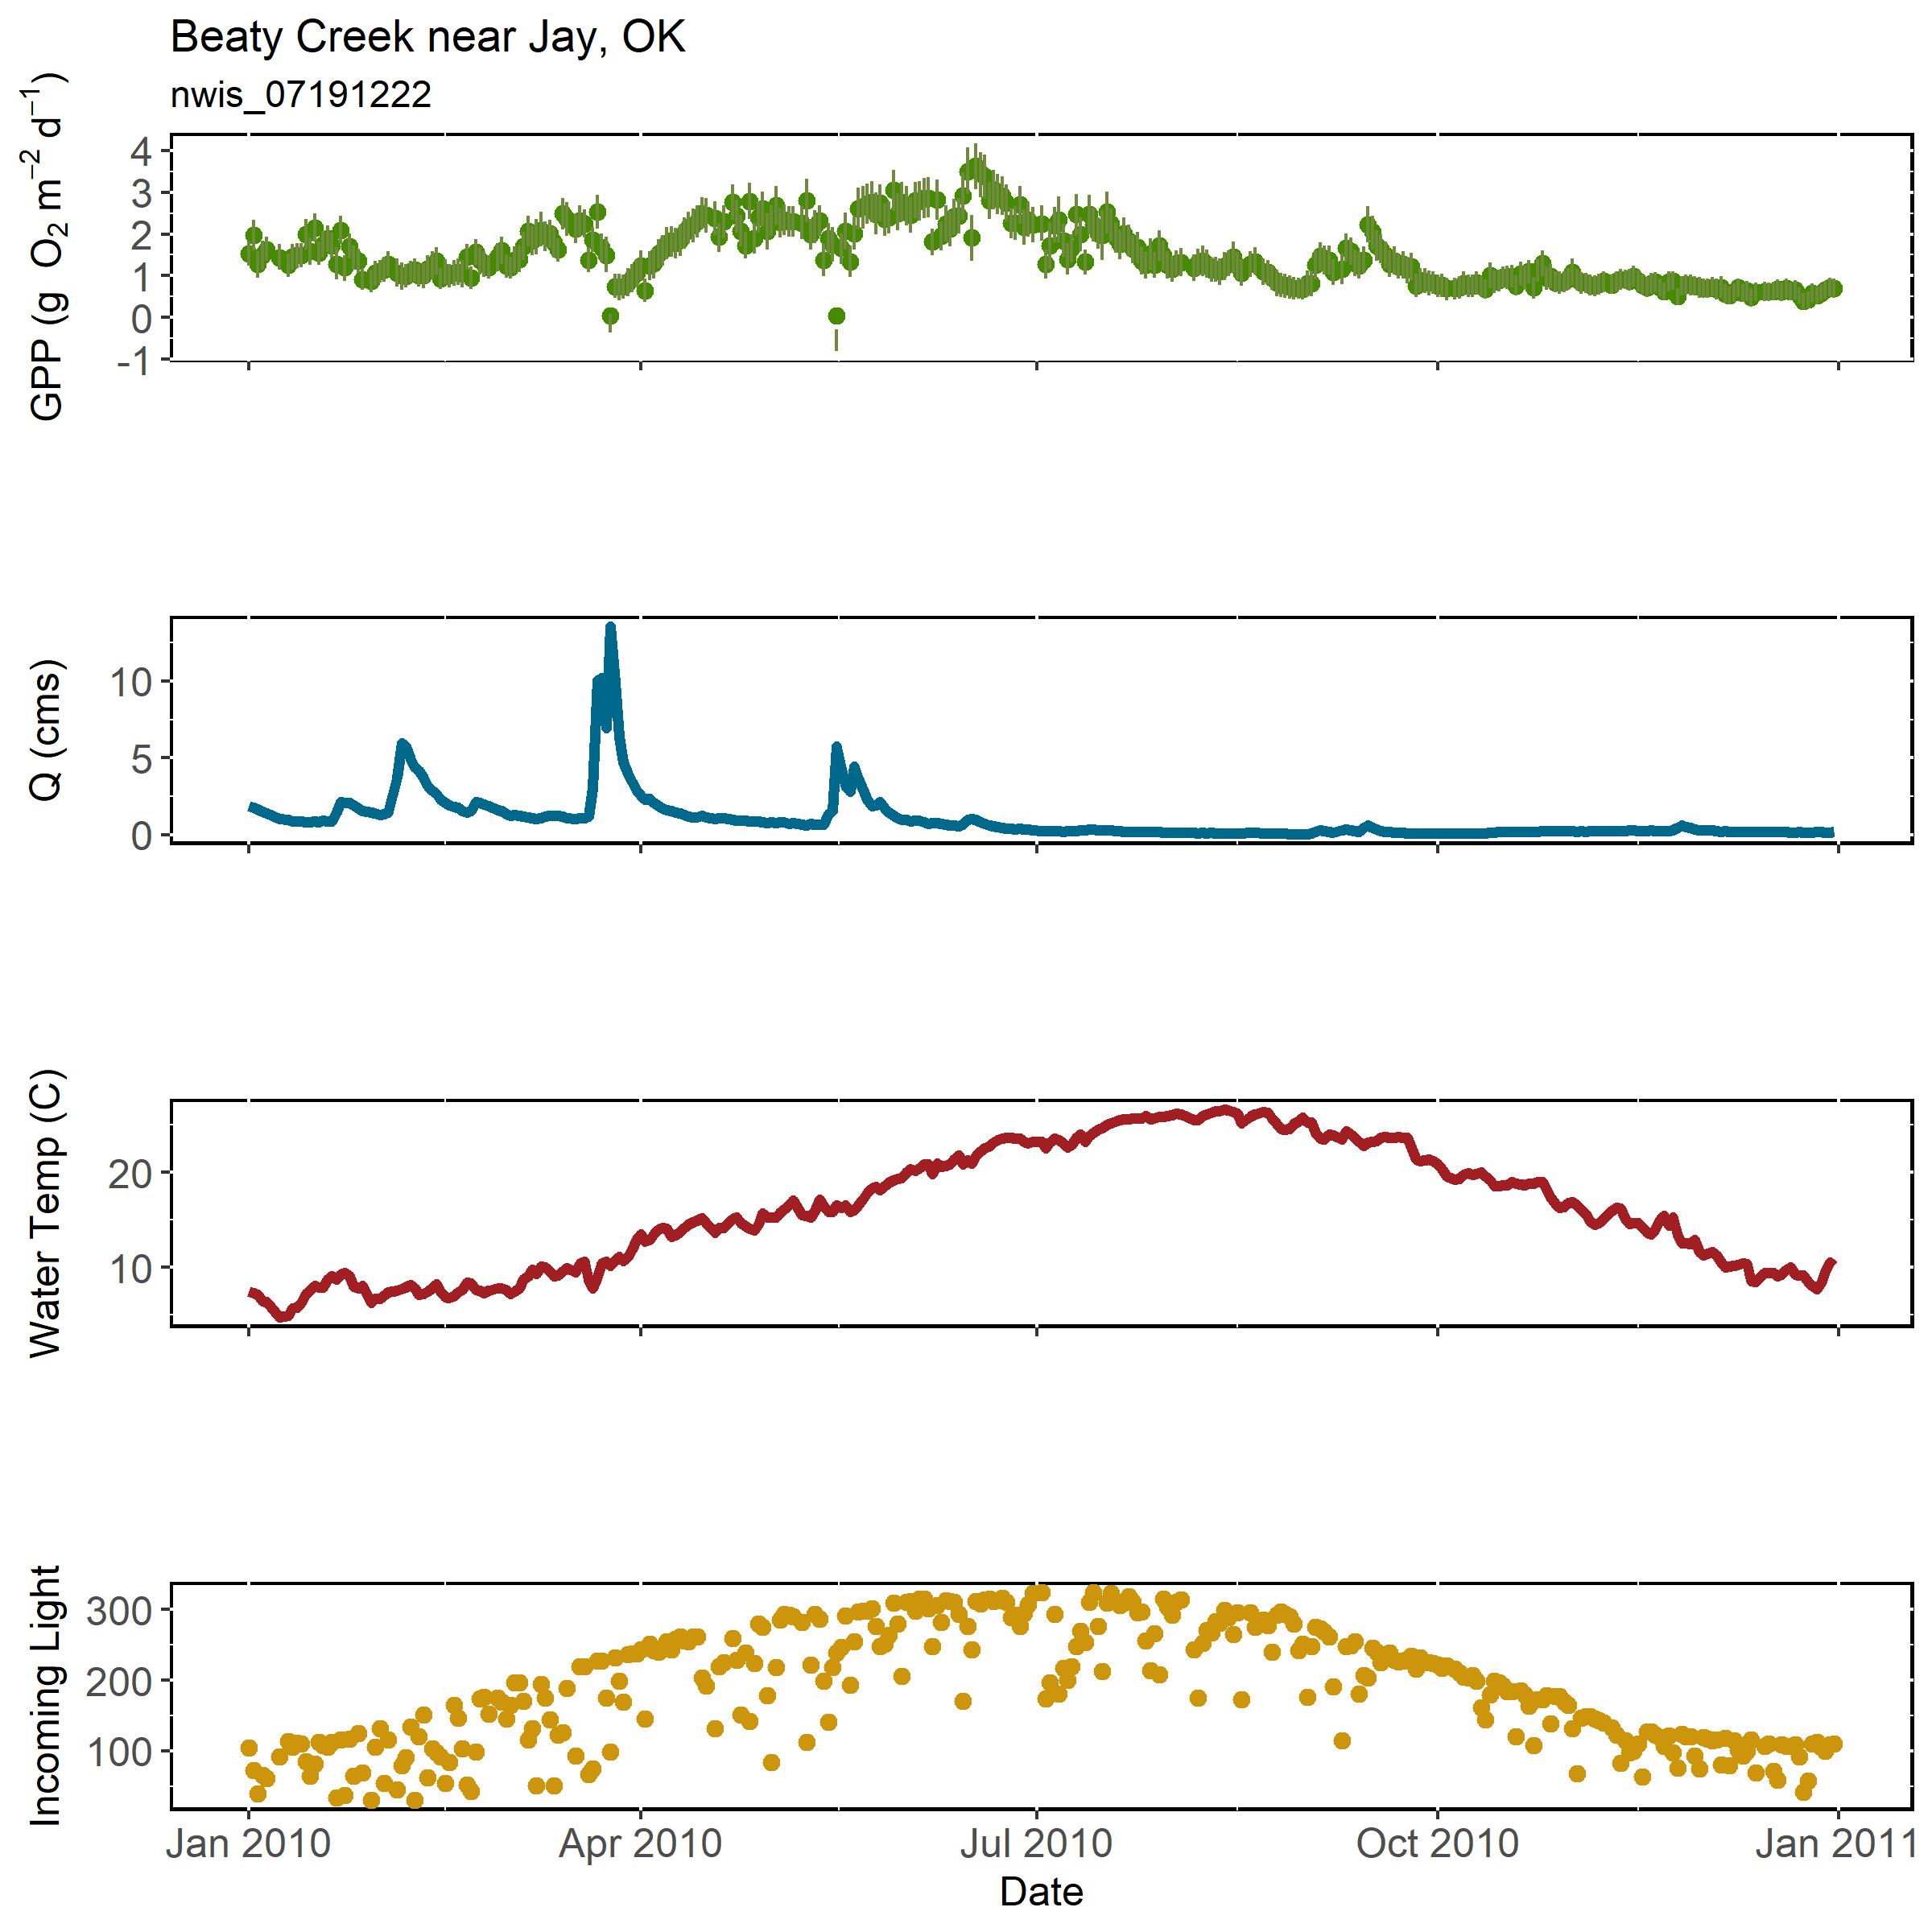 Beaty Creek near Jay, OK
nwis_07191222
GPP (g O₂ m⁻² d⁻¹)
4
3
2
1
0
-1
Q (cms)
10
5
0
Water Temp (C)
20
10
Incoming Light
300
200
100
Jan 2010
Apr 2010
Jul 2010
Oct 2010
Jan 2011
Date